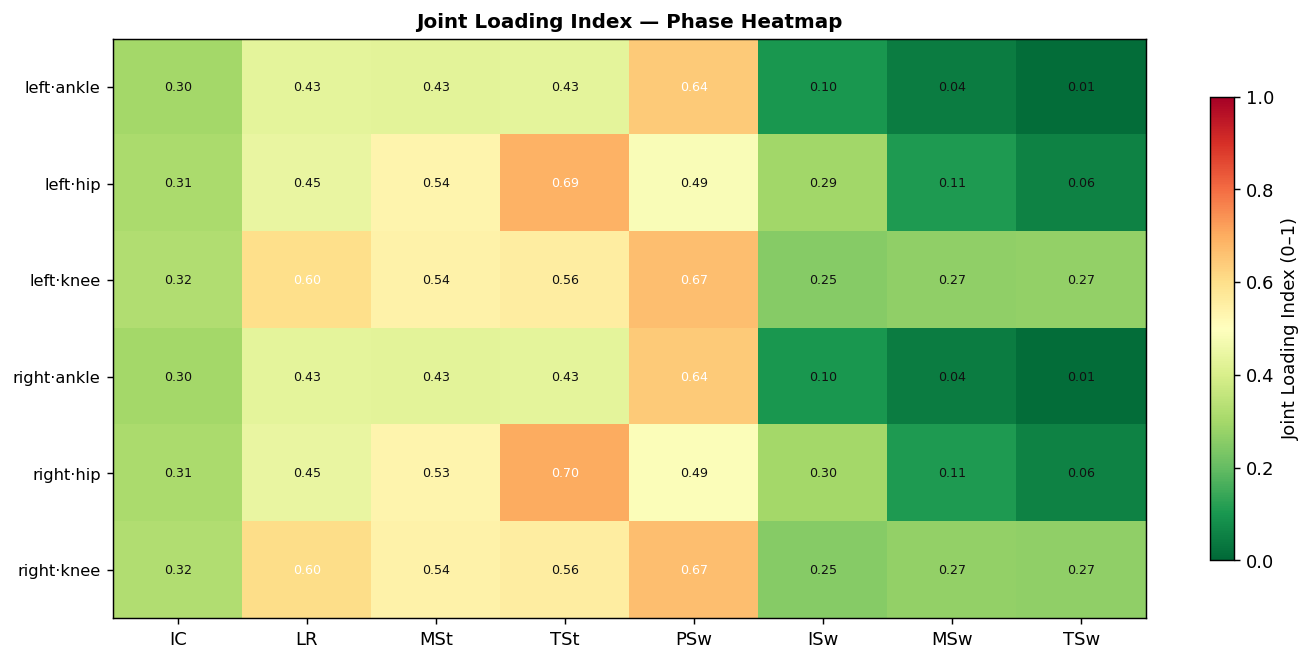 Joint Loading Index — Phase Heatmap
left·ankle 0.30 0.43 0.43 0.43 0.64 0.10 0.04 0.01
left·hip 0.31 0.45 0.54 0.69 0.49 0.29 0.11 0.06
left·knee 0.32 0.60 0.54 0.56 0.67 0.25 0.27 0.27
right·ankle 0.30 0.43 0.43 0.43 0.64 0.10 0.04 0.01
right·hip 0.31 0.45 0.53 0.70 0.49 0.30 0.11 0.06
right·knee 0.32 0.60 0.54 0.56 0.67 0.25 0.27 0.27
IC LR MSt TSt PSw ISw MSw TSw
1.0
0.8
0.6
0.4
0.2
0.0
Joint Loading Index (0–1)